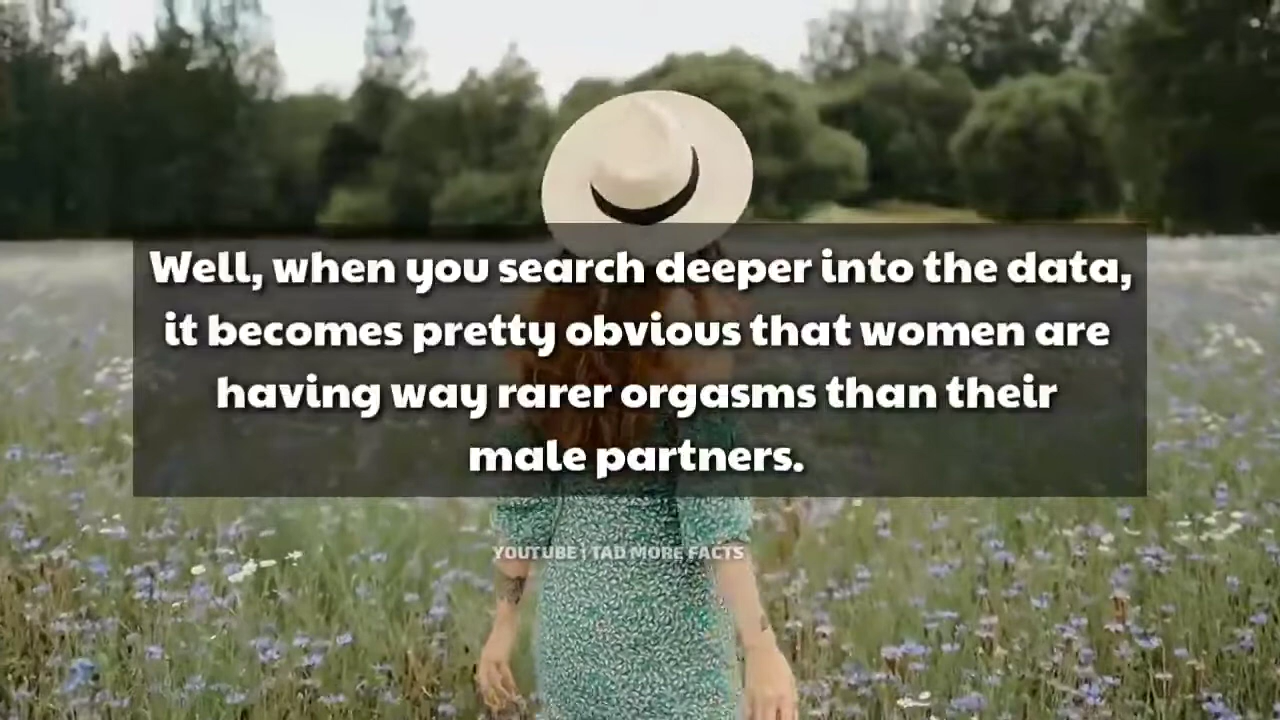 Well, when you search deeper into the data,
it becomes pretty obvious that women are
having way rarer orgasms than their
male partners.
YOUTUBE | TAD MORE FACTS